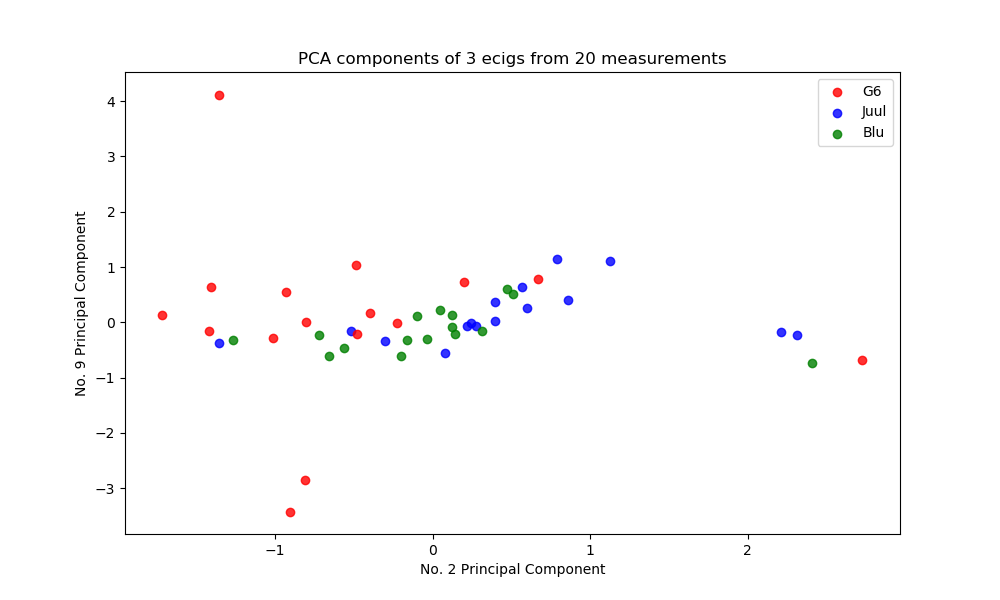 PCA components of 3 ecigs from 20 measurements
G6
Juul
Blu
4
3
2
1
0
−1
−2
−3
No. 9 Principal Component
−1
0
1
2
No. 2 Principal Component